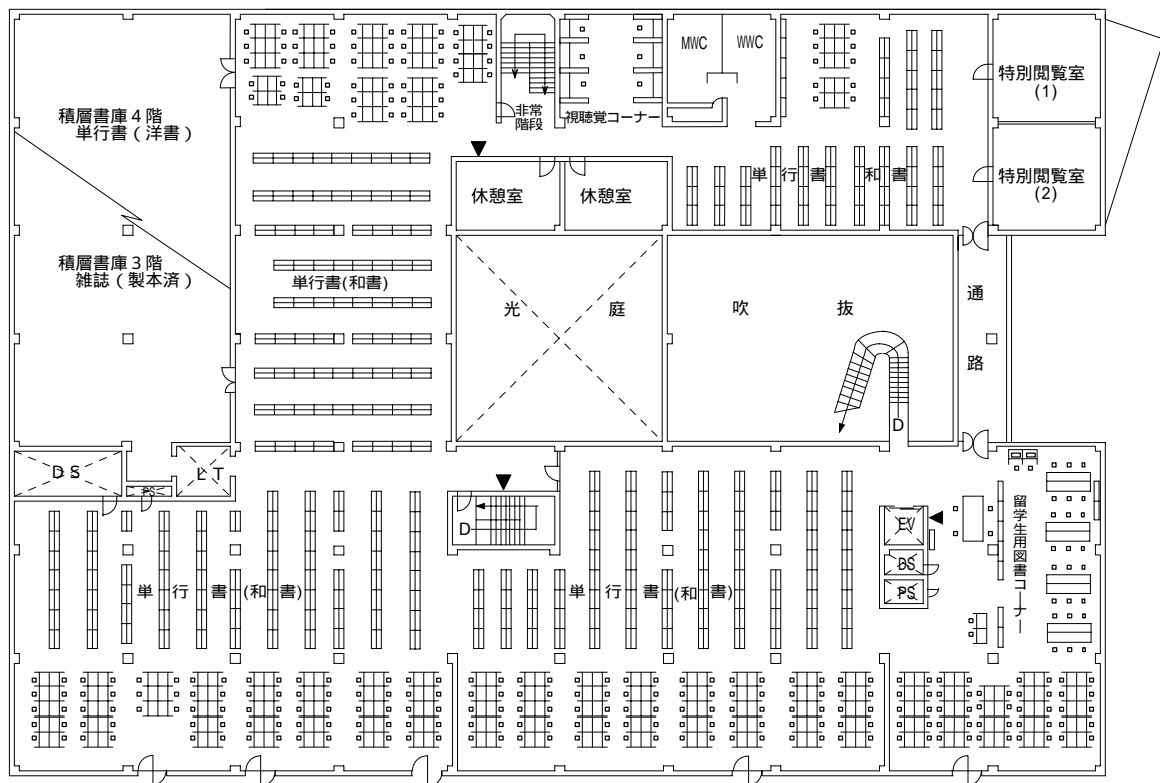 MWC
WWC
特別閲覧室
(1)
積層書庫4階
単行書(洋書)
非常
階段
視聴覚コーナー
単行書 和書
特別閲覧室
(2)
休憩室
休憩室
積層書庫3階
雑誌(製本済)
単行書(和書)
光庭
吹抜
通路
D
DS
LT
PS
D
EV
DS
PS
留学生用図書コーナー
単行書(和書)
単行書(和書)